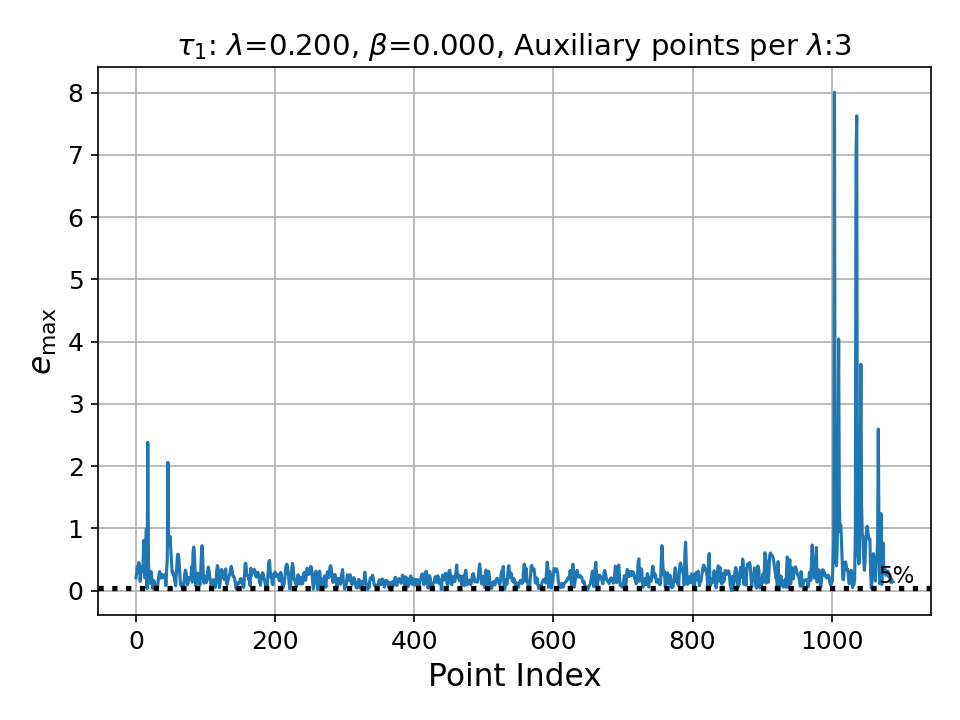 τ₁: λ=0.200, β=0.000, Auxiliary points per λ:3
e_max
8
7
6
5
4
3
2
1
0
5%
0 200 400 600 800 1000
Point Index